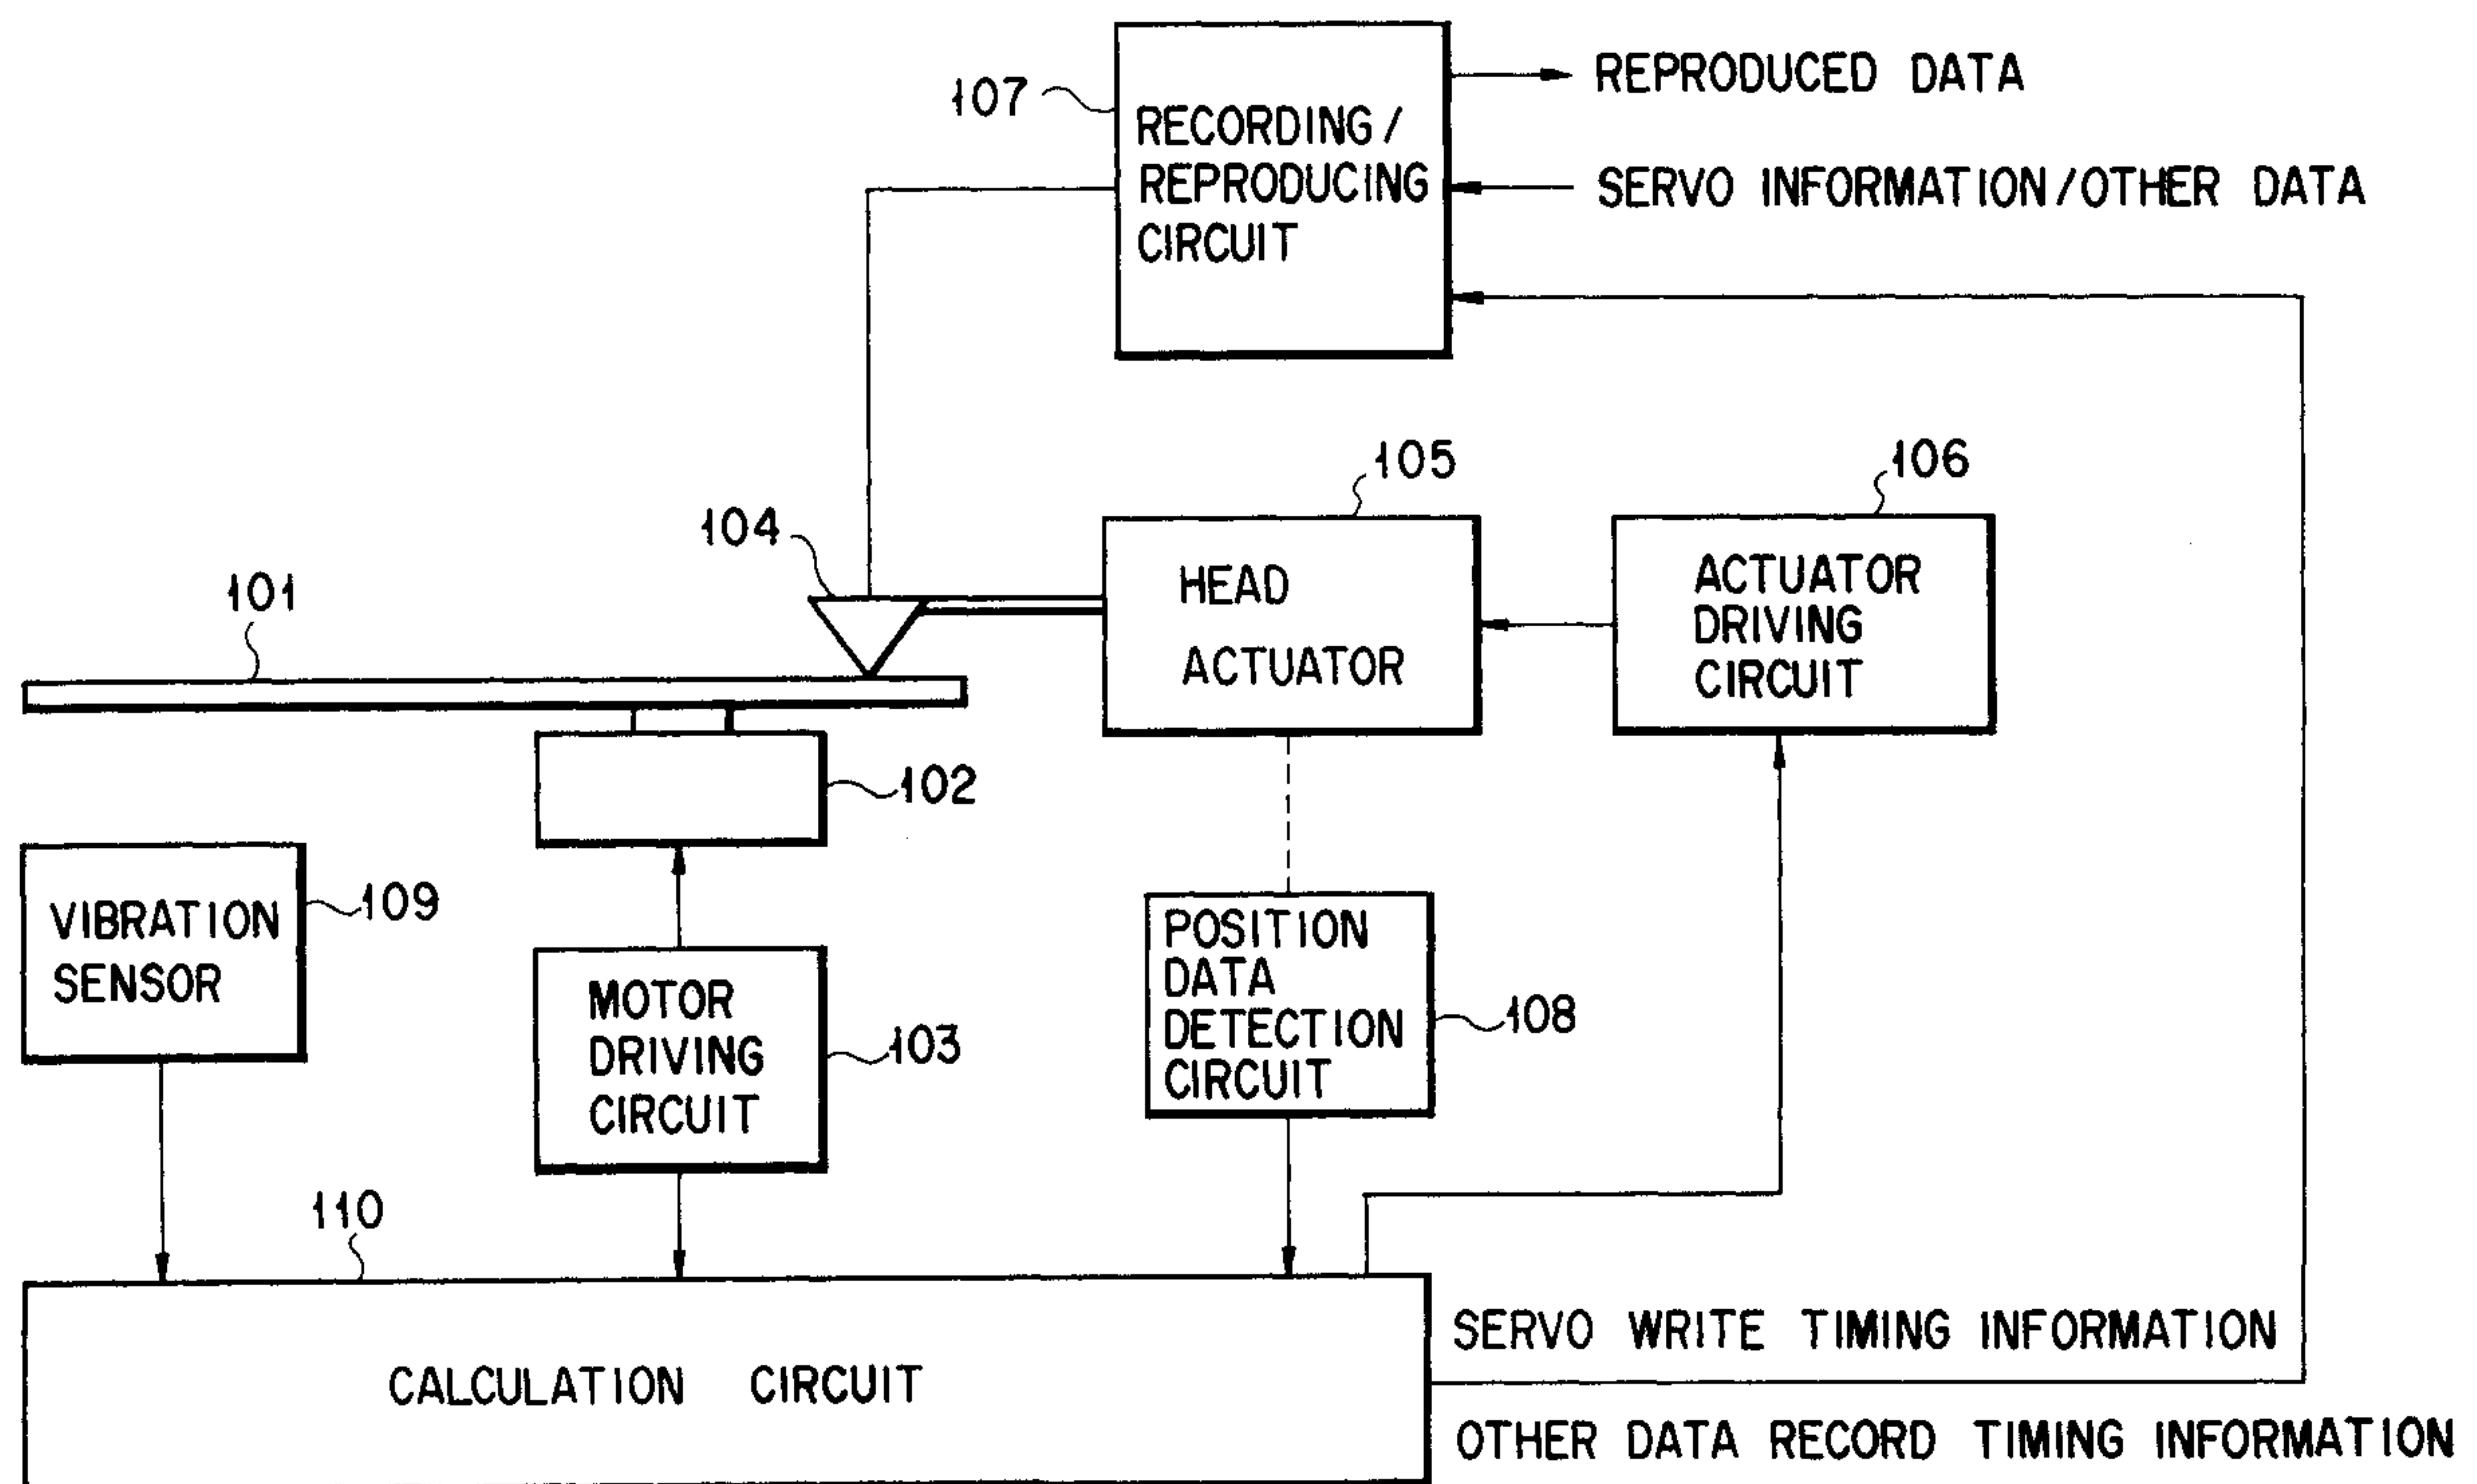 107
RECORDING/
REPRODUCING
CIRCUIT
REPRODUCED DATA
SERVO INFORMATION/OTHER DATA
105
106
104
HEAD
ACTUATOR
ACTUATOR
DRIVING
CIRCUIT
101
102
VIBRATION
SENSOR
109
MOTOR
DRIVING
CIRCUIT
103
POSITION
DATA
DETECTION
CIRCUIT
108
110
CALCULATION CIRCUIT
SERVO WRITE TIMING INFORMATION
OTHER DATA RECORD TIMING INFORMATION